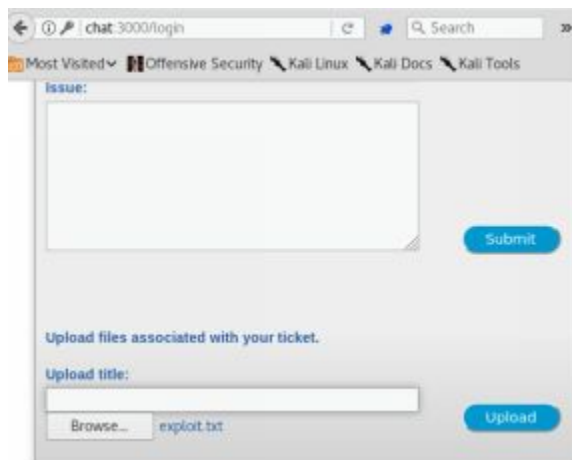 chat:3000/login Search
Most Visited Offensive Security Kali Linux Kali Docs Kali Tools
Issue:
Submit
Upload files associated with your ticket.
Upload title:
Browse... exploit.txt
Upload